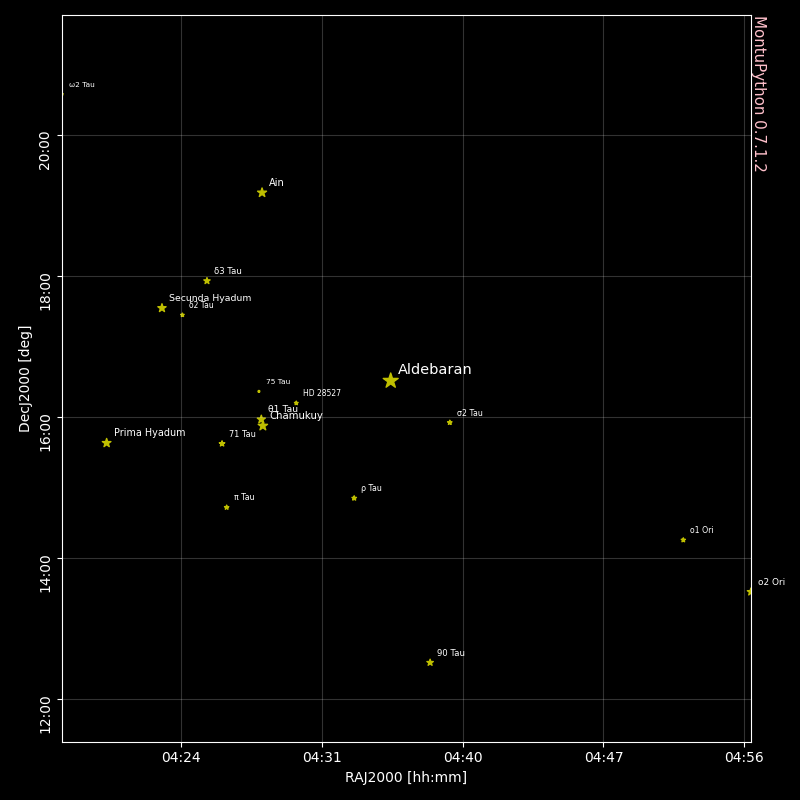 MontuPython 0.7.1.2
ω2 Tau
20:00
Ain
δ3 Tau
18:00
Secunda Hyadum
δ2 Tau
DecJ2000 [deg]
Aldebaran
75 Tau
HD 28527
θ1 Tau
Chamukuy
σ2 Tau
16:00
Prima Hyadum
71 Tau
ρ Tau
π Tau
ο1 Ori
14:00
ο2 Ori
90 Tau
12:00
04:24 04:31 04:40 04:47 04:56
RAJ2000 [hh:mm]